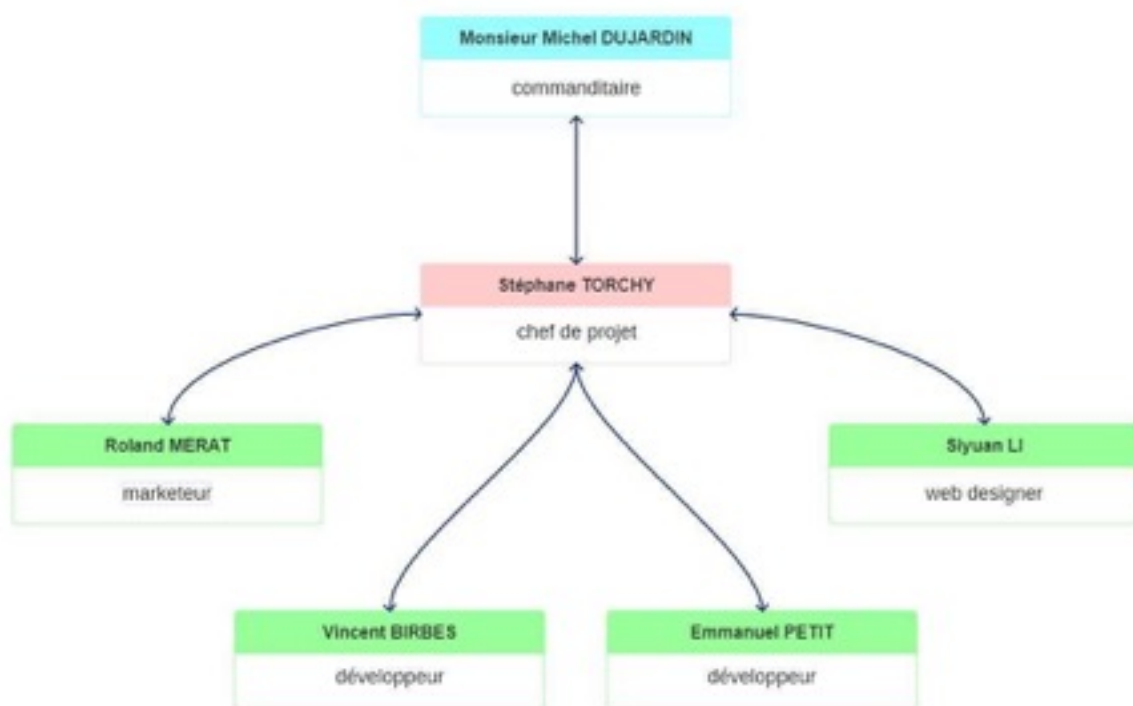 Monsieur Michel DUJARDIN
commanditaire
Stéphane TORCHY
chef de projet
Roland MERAT
marketeur
Siyuan LI
web designer
Vincent BIRBES
développeur
Emmanuel PETIT
développeur